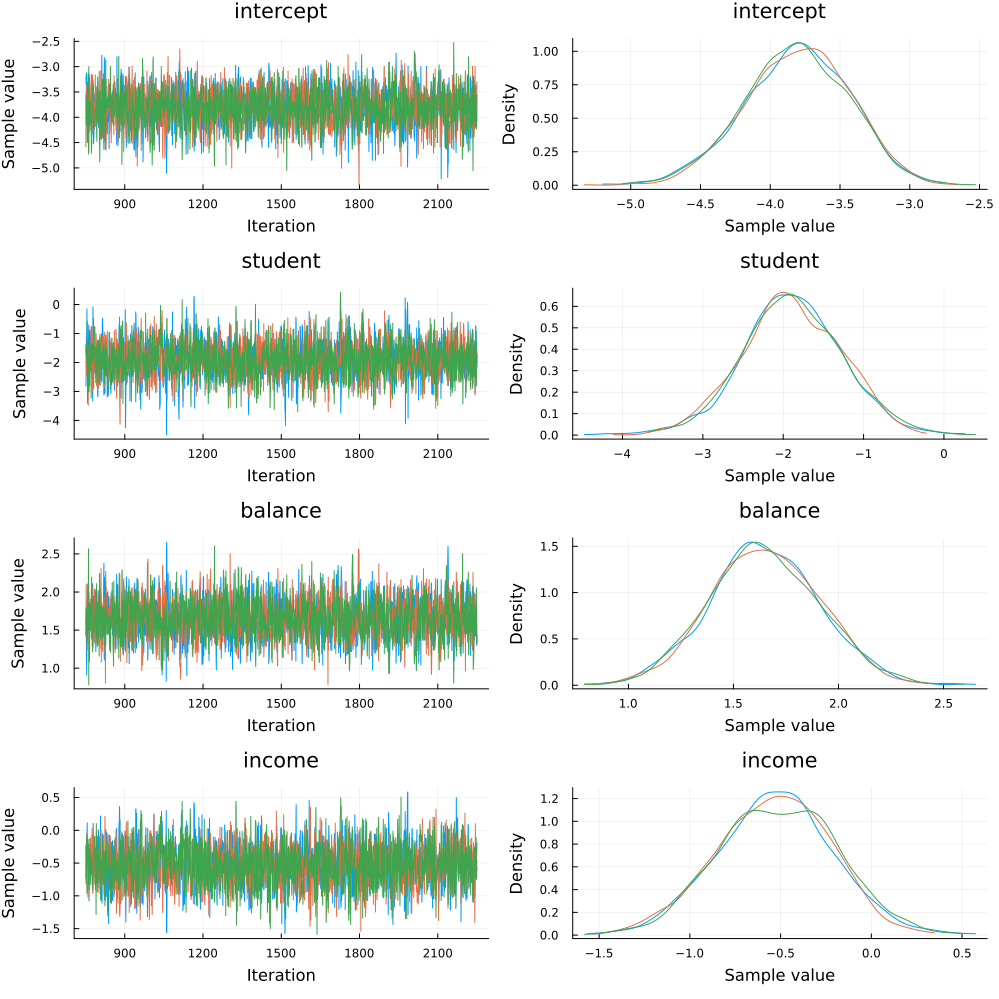 intercept
Sample value
−2.5
−3.0
−3.5
−4.0
−4.5
−5.0
900 1200 1500 1800 2100
Iteration
intercept
Density
1.00
0.75
0.50
0.25
0.00
−5.0 −4.5 −4.0 −3.5 −3.0 −2.5
Sample value
student
Sample value
0
−1
−2
−3
−4
900 1200 1500 1800 2100
Iteration
student
Density
0.6
0.5
0.4
0.3
0.2
0.1
0.0
−4 −3 −2 −1 0
Sample value
balance
Sample value
2.5
2.0
1.5
1.0
900 1200 1500 1800 2100
Iteration
balance
Density
1.5
1.0
0.5
0.0
1.0 1.5 2.0 2.5
Sample value
income
Sample value
0.5
0.0
−0.5
−1.0
−1.5
900 1200 1500 1800 2100
Iteration
income
Density
1.2
1.0
0.8
0.6
0.4
0.2
0.0
−1.5 −1.0 −0.5 0.0 0.5
Sample value